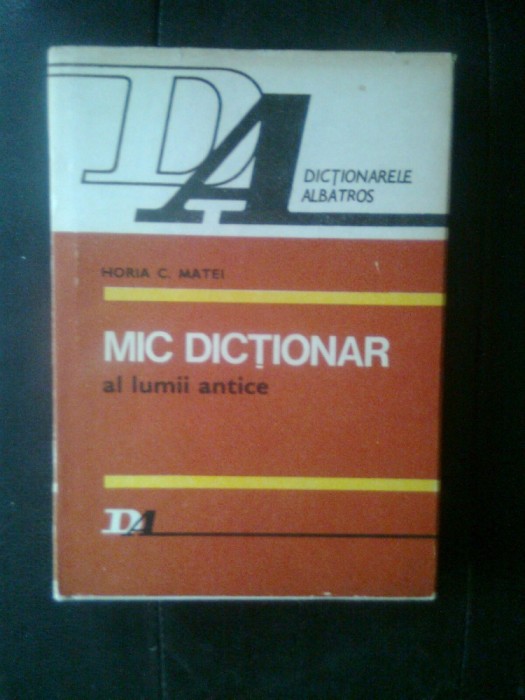 DA
DICȚIONARELE
ALBATROS
HORIA C. MATEI
MIC DICȚIONAR
al lumii antice
DA